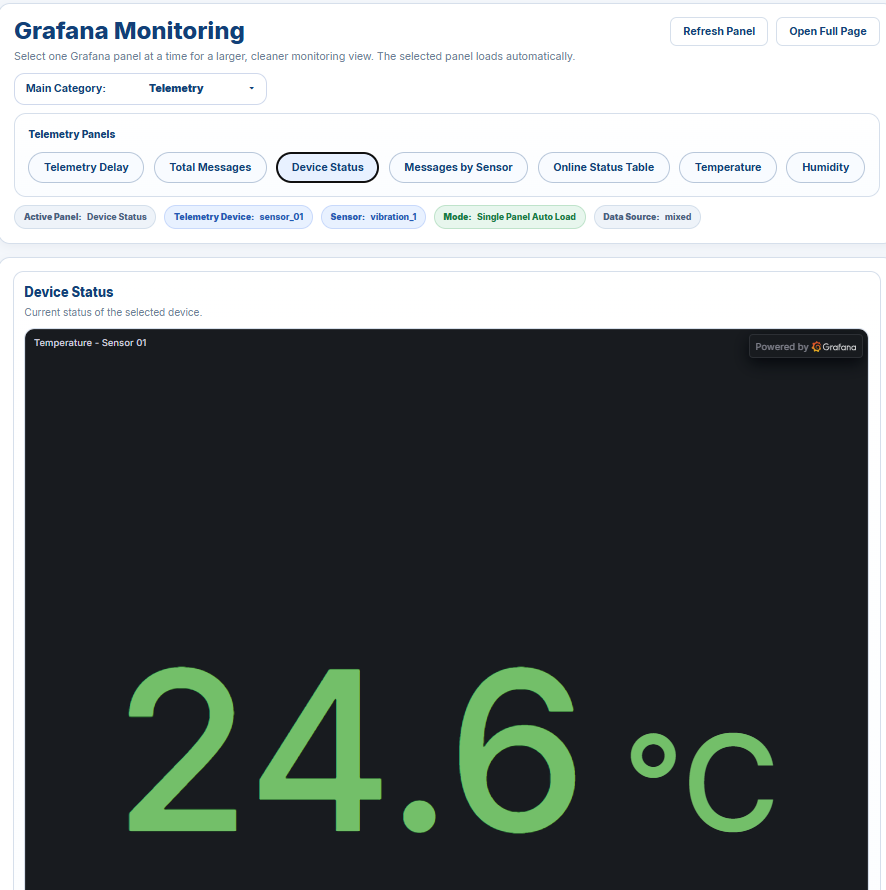 Grafana Monitoring
Refresh Panel
Open Full Page
Select one Grafana panel at a time for a larger, cleaner monitoring view. The selected panel loads automatically.
Main Category: Telemetry
Telemetry Panels
Telemetry Delay Total Messages Device Status Messages by Sensor Online Status Table Temperature Humidity
Active Panel: Device Status Telemetry Device: sensor_01 Sensor: vibration_1 Mode: Single Panel Auto Load Data Source: mixed
Device Status
Current status of the selected device.
Temperature - Sensor 01
Powered by Grafana
24.6 °C